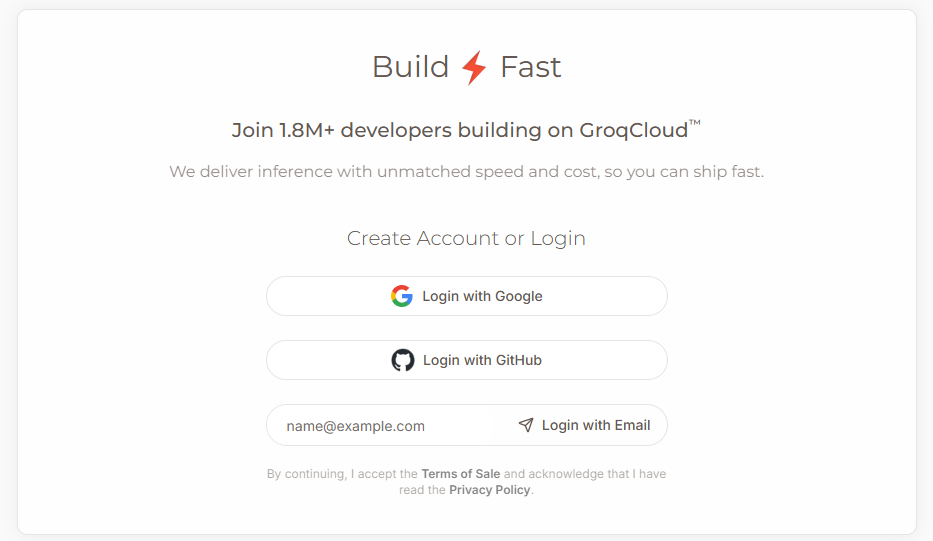 Build Fast
Join 1.8M+ developers building on GroqCloud™
We deliver inference with unmatched speed and cost, so you can ship fast.
Create Account or Login
Login with Google
Login with GitHub
name@example.com Login with Email
By continuing, I accept the Terms of Sale and acknowledge that I have
read the Privacy Policy.